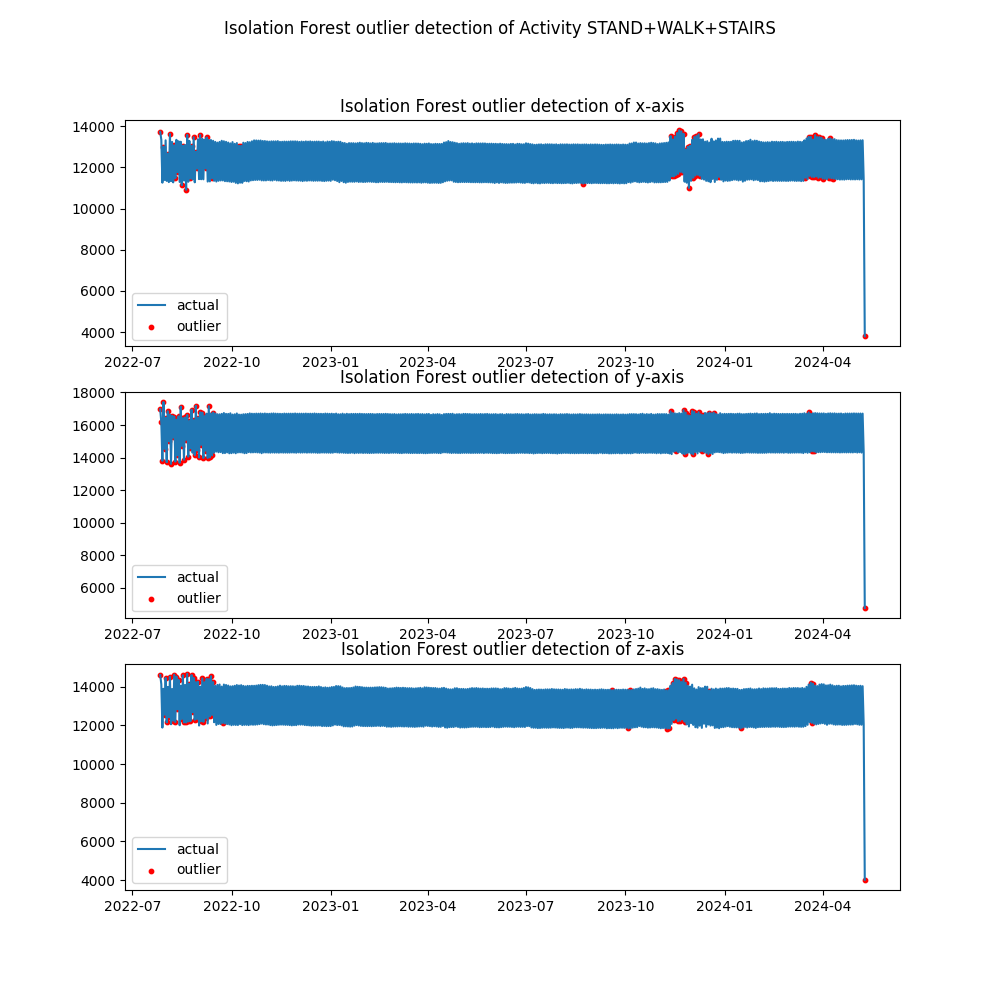 Isolation Forest outlier detection of Activity STAND+WALK+STAIRS
Isolation Forest outlier detection of x-axis
14000
12000
10000
8000
6000
4000
actual
outlier
2022-07 2022-10 2023-01 2023-04 2023-07 2023-10 2024-01 2024-04
Isolation Forest outlier detection of y-axis
18000
16000
14000
12000
10000
8000
6000
actual
outlier
2022-07 2022-10 2023-01 2023-04 2023-07 2023-10 2024-01 2024-04
Isolation Forest outlier detection of z-axis
14000
12000
10000
8000
6000
4000
actual
outlier
2022-07 2022-10 2023-01 2023-04 2023-07 2023-10 2024-01 2024-04